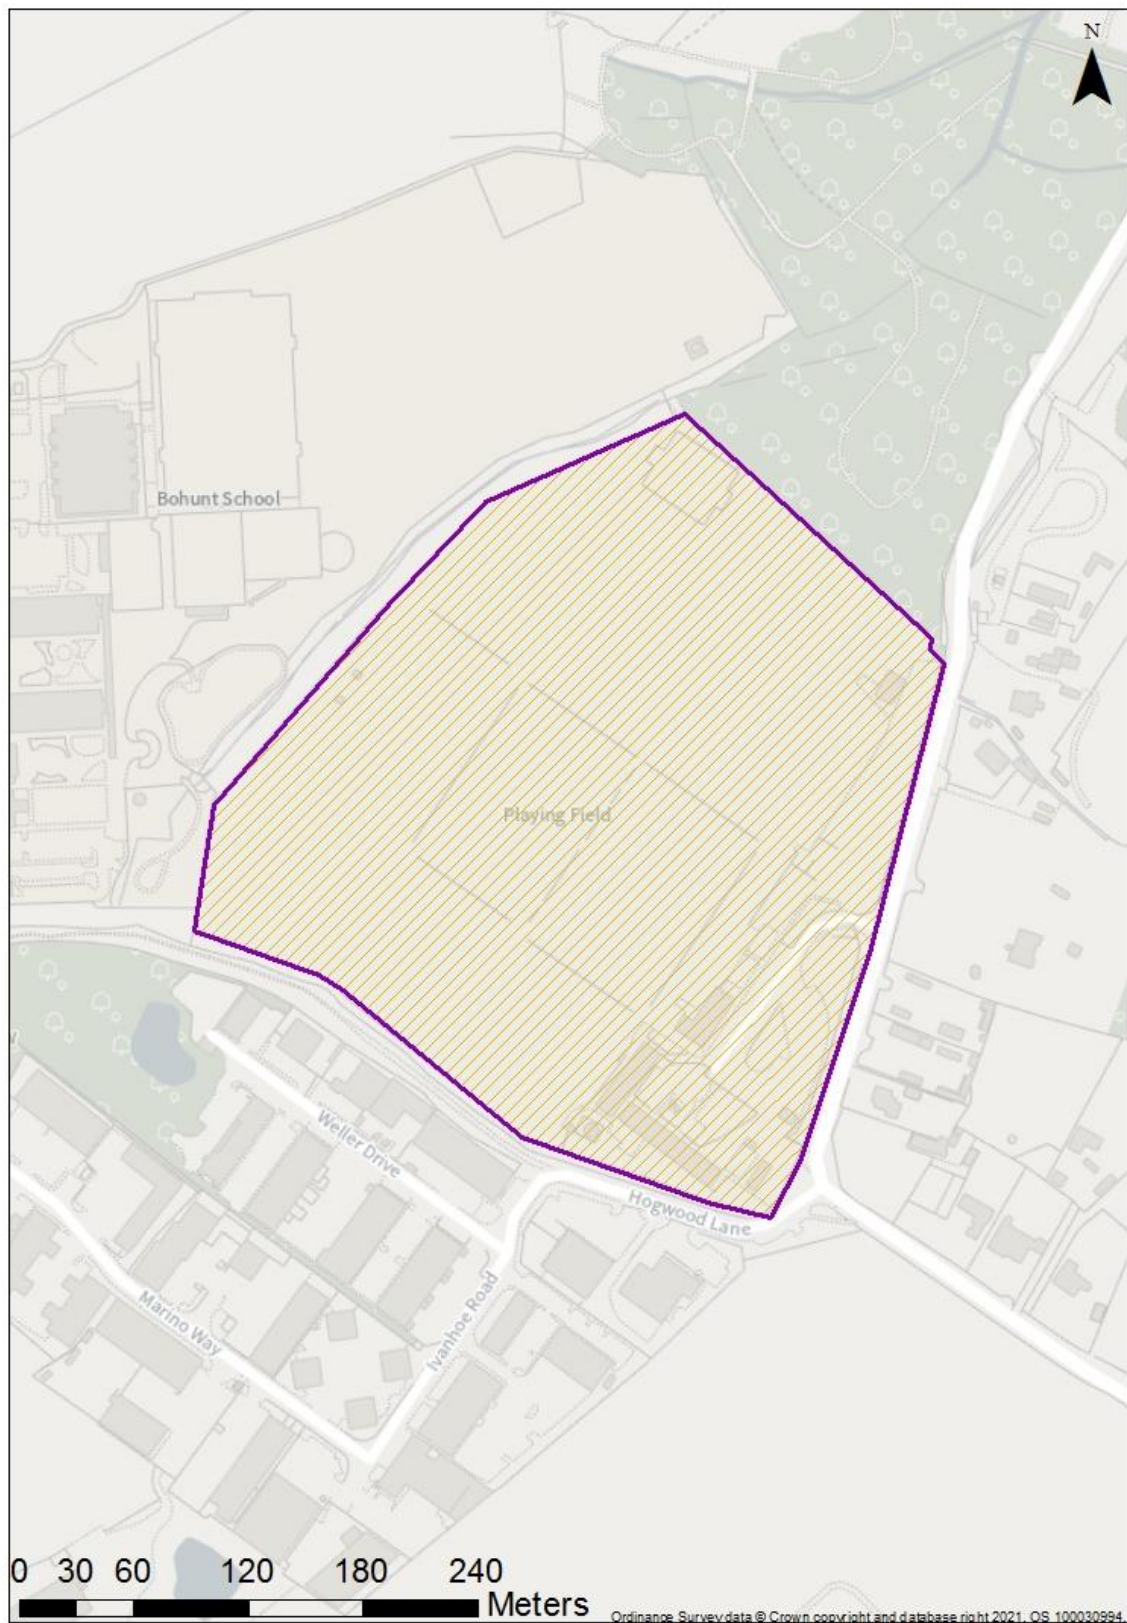 N
Bohunt School
Playing Field
Weller Drive
Hogwood Lane
Marino Way
Ivanhoe Road
0 30 60 120 180 240
Meters
Ordinance Survey data © Crown copyright and database right 2021. OS 100030994.